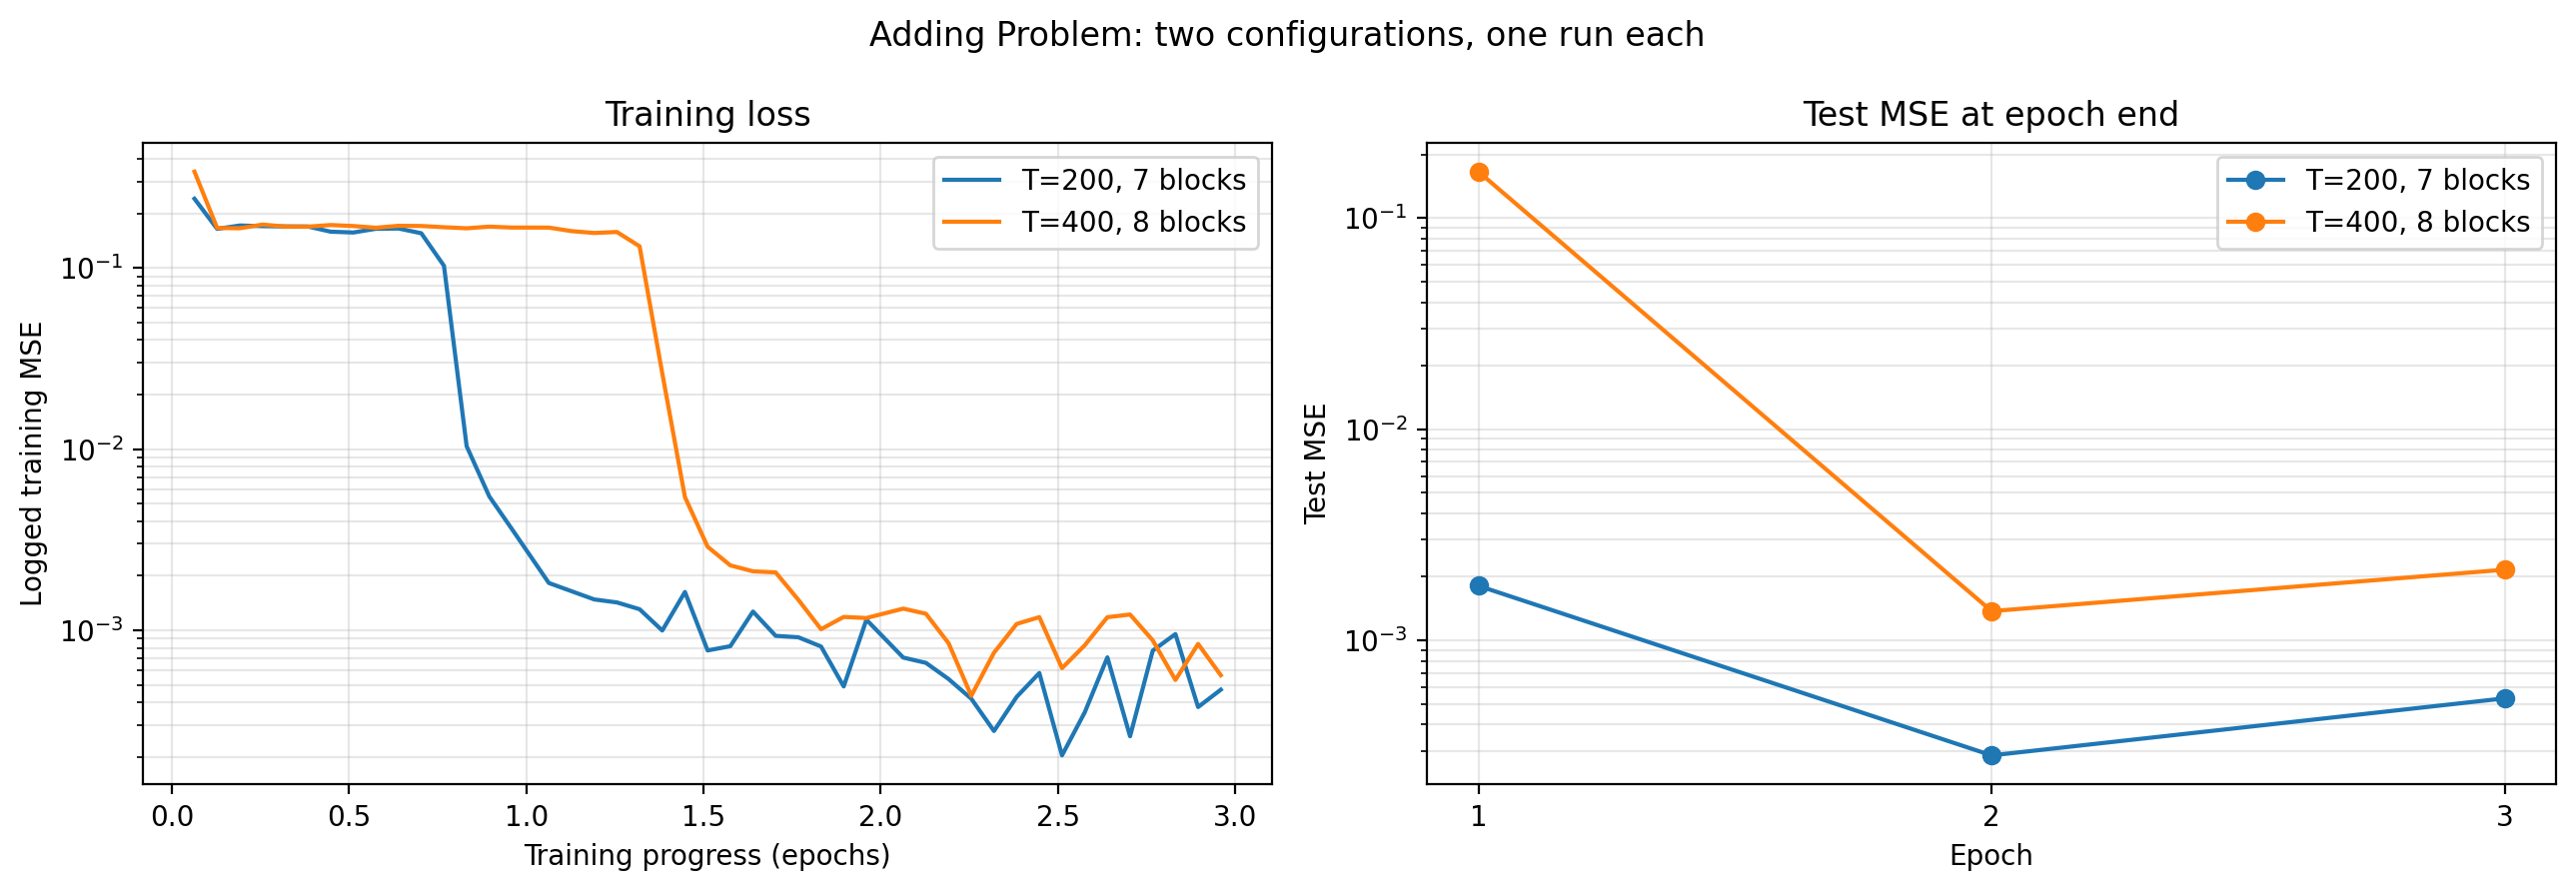 Adding Problem: two configurations, one run each
Training loss
Logged training MSE
10⁻¹
10⁻²
10⁻³
T=200, 7 blocks
T=400, 8 blocks
0.0 0.5 1.0 1.5 2.0 2.5 3.0
Training progress (epochs)
Test MSE at epoch end
Test MSE
10⁻¹
10⁻²
10⁻³
T=200, 7 blocks
T=400, 8 blocks
1 2 3
Epoch